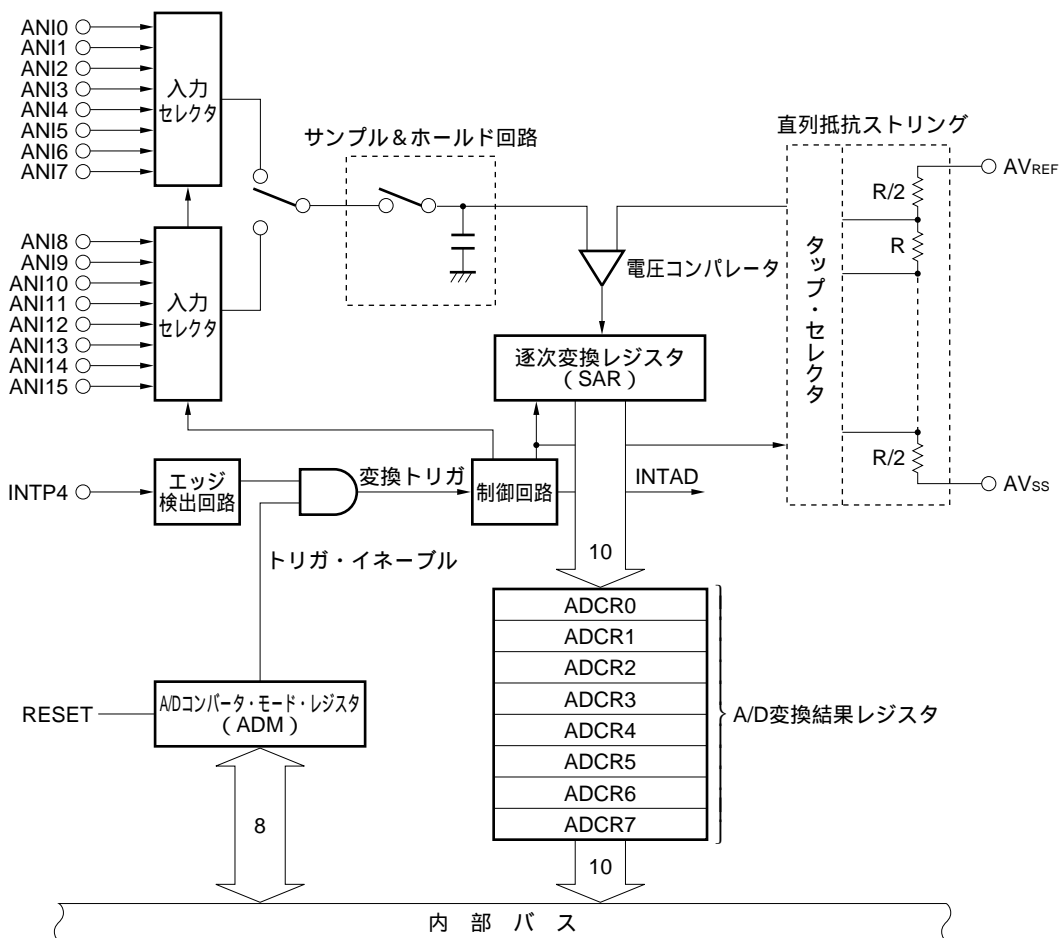 ANI0
ANI1
ANI2
ANI3
ANI4
ANI5
ANI6
ANI7
入力
セレクタ
サンプル&ホールド回路
直列抵抗ストリング
AVREF
R/2
R
タップ・セレクタ
ANI8
ANI9
ANI10
ANI11
ANI12
ANI13
ANI14
ANI15
入力
セレクタ
電圧コンパレータ
逐次変換レジスタ
(SAR)
R/2
AVSS
INTP4
エッジ
検出回路
変換トリガ
制御回路
INTAD
トリガ・イネーブル
10
ADCR0
ADCR1
ADCR2
ADCR3
ADCR4
ADCR5
ADCR6
ADCR7
A/D変換結果レジスタ
RESET
A/Dコンバータ・モード・レジスタ
(ADM)
8
10
内部バス